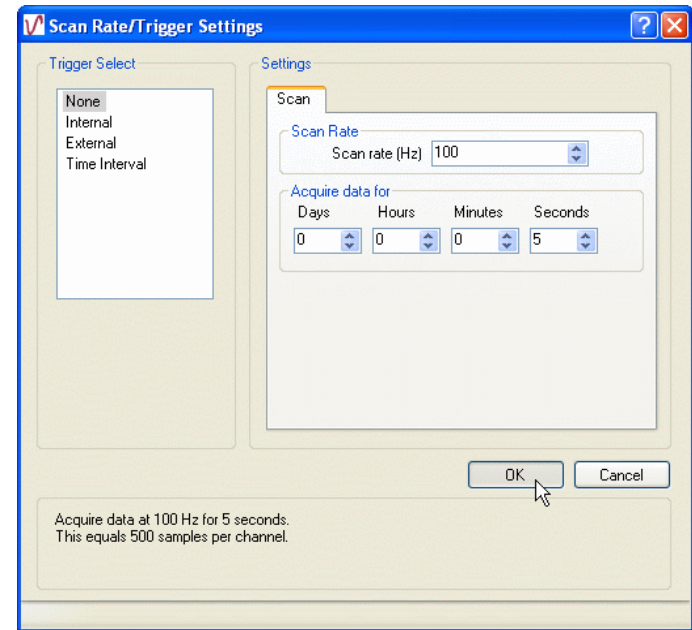 Scan Rate/Trigger Settings
Trigger Select
None
Internal
External
Time Interval
Settings
Scan
Scan Rate
Scan rate (Hz) 100
Acquire data for
Days Hours Minutes Seconds
0 0 0 5
OK Cancel
Acquire data at 100 Hz for 5 seconds.
This equals 500 samples per channel.